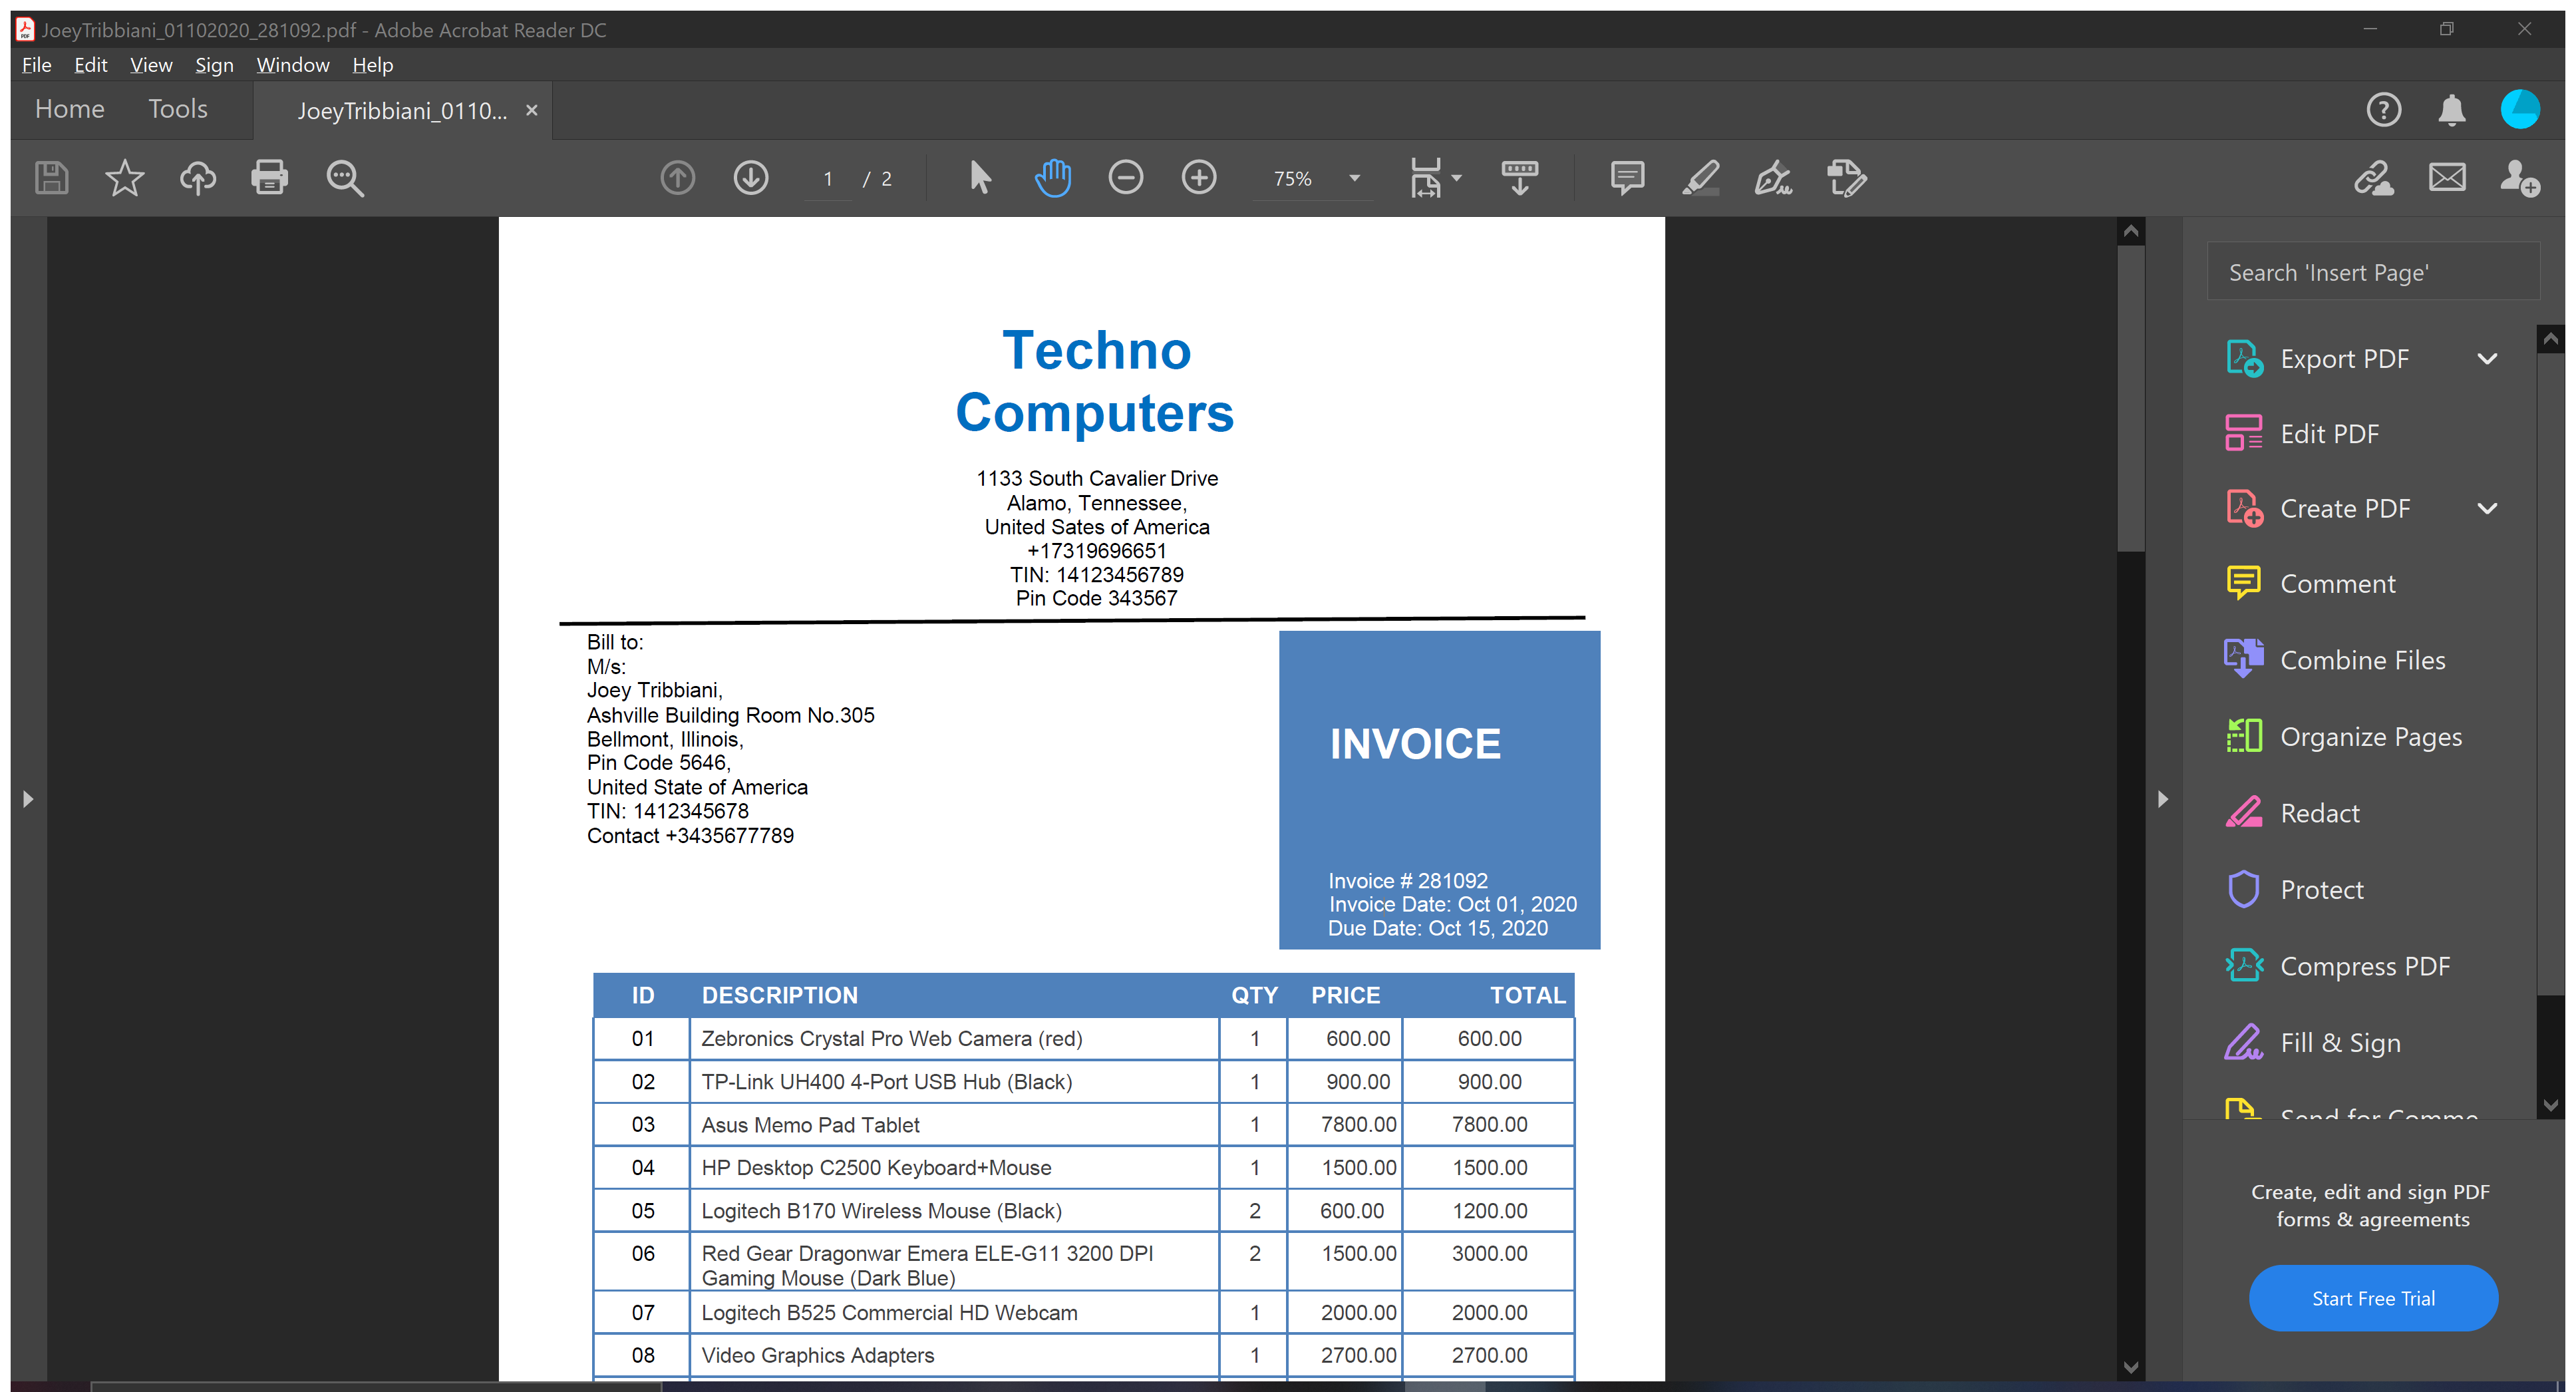 JoeyTribbiani_01102020_281092.pdf - Adobe Acrobat Reader DC
File Edit View Sign Window Help
Home Tools JoeyTribbiani_0110... ×
1 / 2 75%
Search 'Insert Page'
Export PDF
Edit PDF
Create PDF
Comment
Combine Files
Organize Pages
Redact
Protect
Compress PDF
Fill & Sign
Send for Comme
Create, edit and sign PDF
forms & agreements
Start Free Trial
Techno
Computers
1133 South Cavalier Drive
Alamo, Tennessee,
United Sates of America
+17319696651
TIN: 14123456789
Pin Code 343567
Bill to:
M/s:
Joey Tribbiani,
Ashville Building Room No.305
Bellmont, Illinois,
Pin Code 5646,
United State of America
TIN: 1412345678
Contact +3435677789
INVOICE
Invoice # 281092
Invoice Date: Oct 01, 2020
Due Date: Oct 15, 2020
ID DESCRIPTION QTY PRICE TOTAL
01 Zebronics Crystal Pro Web Camera (red) 1 600.00 600.00
02 TP-Link UH400 4-Port USB Hub (Black) 1 900.00 900.00
03 Asus Memo Pad Tablet 1 7800.00 7800.00
04 HP Desktop C2500 Keyboard+Mouse 1 1500.00 1500.00
05 Logitech B170 Wireless Mouse (Black) 2 600.00 1200.00
06 Red Gear Dragonwar Emera ELE-G11 3200 DPI 2 1500.00 3000.00
Gaming Mouse (Dark Blue)
07 Logitech B525 Commercial HD Webcam 1 2000.00 2000.00
08 Video Graphics Adapters 1 2700.00 2700.00